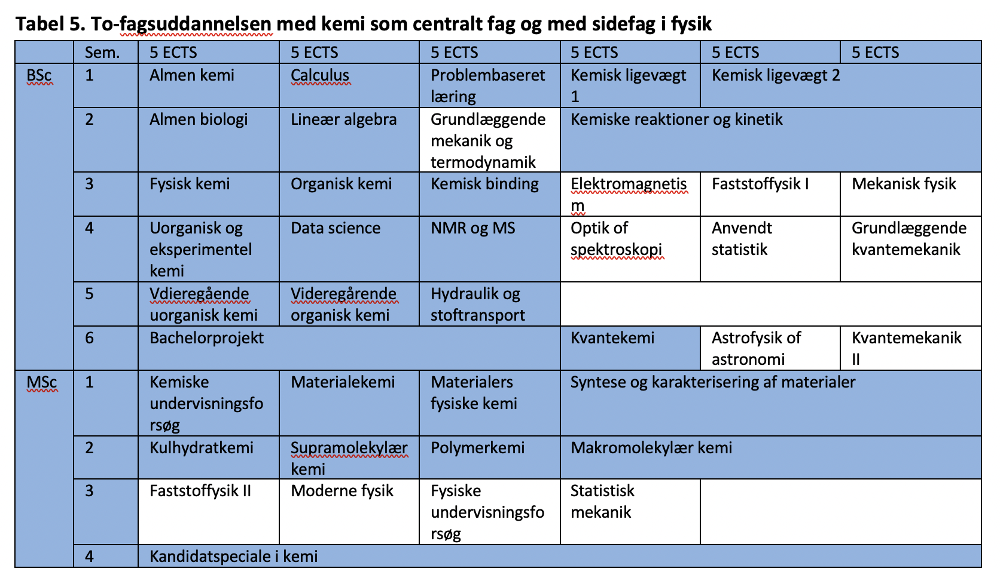 Tabel 5. To-fagsuddannelsen med kemi som centralt fag og med sidefag i fysik
Sem. 5 ECTS 5 ECTS 5 ECTS 5 ECTS 5 ECTS 5 ECTS
BSc 1 Almen kemi Calculus Problembaseret Kemisk ligevægt Kemisk ligevægt 2
læring 1
2 Almen biologi Lineær algebra Grundlæggende Kemiske reaktioner og kinetik
mekanik og
termodynamik
3 Fysisk kemi Organisk kemi Kemisk binding Elektromagnetis Faststoffysik I Mekanisk fysik
m
4 Uorganisk og Data science NMR og MS Optik of Anvendt Grundlæggende
eksperimentel spektroskopi statistik kvantemekanik
kemi
5 Vdieregående Videregårende Hydraulik og
uorganisk kemi organisk kemi stoftransport
6 Bachelorprojekt Kvantekemi Astrofysik of Kvantemekanik
astronomi II
MSc 1 Kemiske Materialekemi Materialers Syntese og karakterisering af materialer
undervisningsfo fysiske kemi
rsøg
2 Kulhydratkemi Supramolekylær Polymerkemi Makromolekylær kemi
kemi
3 Faststoffysik II Moderne fysik Fysiske Statistisk
undervisningsfo mekanik
rsøg
4 Kandidatspeciale i kemi